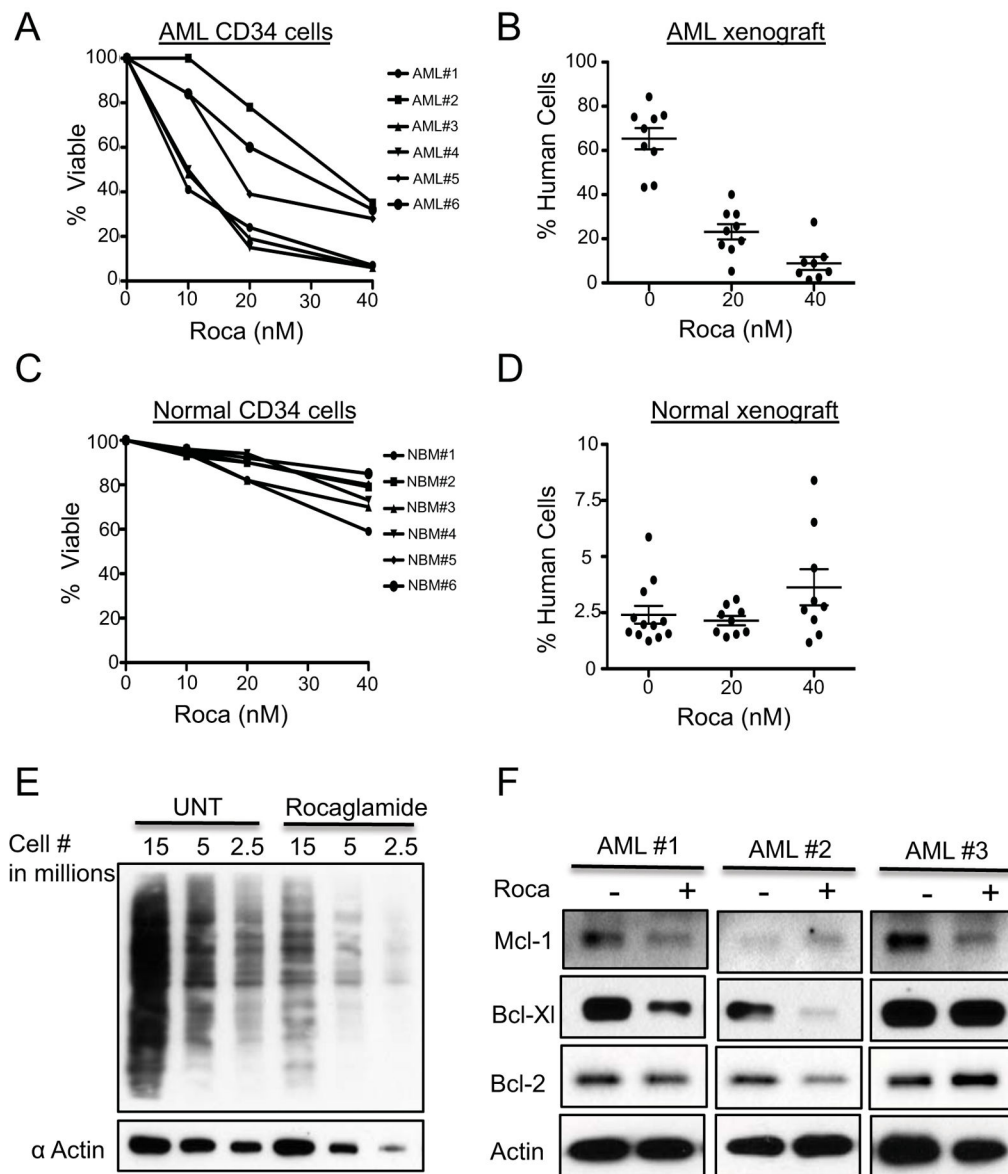 A
AML CD34 cells
% Viable
100
80
60
40
20
0
0 10 20 30 40
Roca (nM)
AML#1
AML#2
AML#3
AML#4
AML#5
AML#6
B
AML xenograft
% Human Cells
100
80
60
40
20
0
0 20 40
Roca (nM)
C
Normal CD34 cells
% Viable
100
80
60
40
20
0
0 10 20 30 40
Roca (nM)
NBM#1
NBM#2
NBM#3
NBM#4
NBM#5
NBM#6
D
Normal xenograft
% Human Cells
10
7.5
5
2.5
0
0 20 40
Roca (nM)
E
UNT Rocaglamide
Cell # 15 5 2.5 15 5 2.5
in millions
α Actin
F
AML #1 AML #2 AML #3
Roca - + - + - +
Mcl-1
Bcl-Xl
Bcl-2
Actin